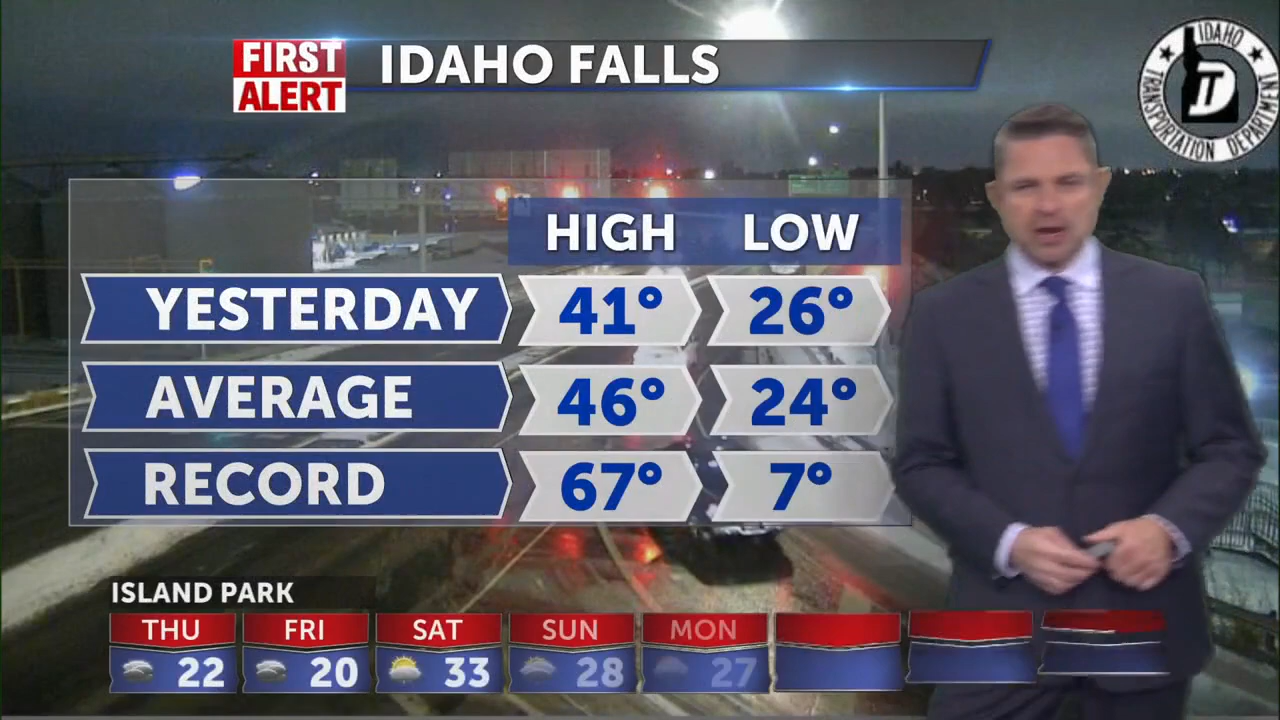 FIRST
ALERT
IDAHO FALLS
IDAHO
TRANSPORTATION DEPARTMENT
HIGH LOW
YESTERDAY 41° 26°
AVERAGE 46° 24°
RECORD 67° 7°
ISLAND PARK
THU FRI SAT SUN MON
22 20 33 28 27